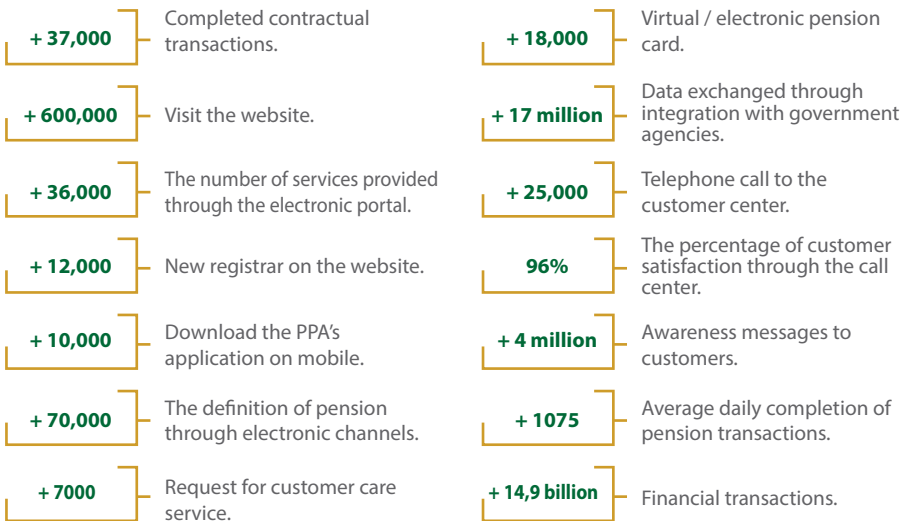 + 37,000
Completed contractual
transactions.
+ 600,000
Visit the website.
+ 36,000
The number of services provided
through the electronic portal.
+ 12,000
New registrar on the website.
+ 10,000
Download the PPA's
application on mobile.
+ 70,000
The definition of pension
through electronic channels.
+ 7000
Request for customer care
service.
+ 18,000
Virtual / electronic pension
card.
+ 17 million
Data exchanged through
integration with government
agencies.
+ 25,000
Telephone call to the
customer center.
96%
The percentage of customer
satisfaction through the call
center.
+ 4 million
Awareness messages to
customers.
+ 1075
Average daily completion of
pension transactions.
+ 14,9 billion
Financial transactions.